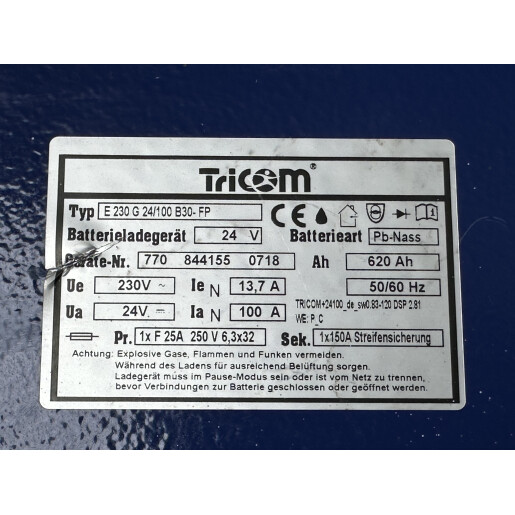 TriCOM®
Typ E 230 G 24/100 B30-FP CE
Batterieladegerät 24 V Batterieart Pb-Nass
Geräte-Nr. 770 844155 0718 Ah 620 Ah
Ue 230V ~ Ie N 13,7 A 50/60 Hz
Ua 24V Ia N 100 A TRICOM+24100_de_sw0.83-120 DSP 2.81
WE: P_C
Pr. 1x F 25A 250 V 6,3x32 Sek. 1x150A Streifensicherung
Achtung: Explosive Gase, Flammen und Funken vermeiden.
Während des Ladens für ausreichend Belüftung sorgen.
Ladegerät muss im Pause-Modus sein oder ist vom Netz zu trennen,
bevor Verbindungen zur Batterie geschlossen oder geöffnet werden.